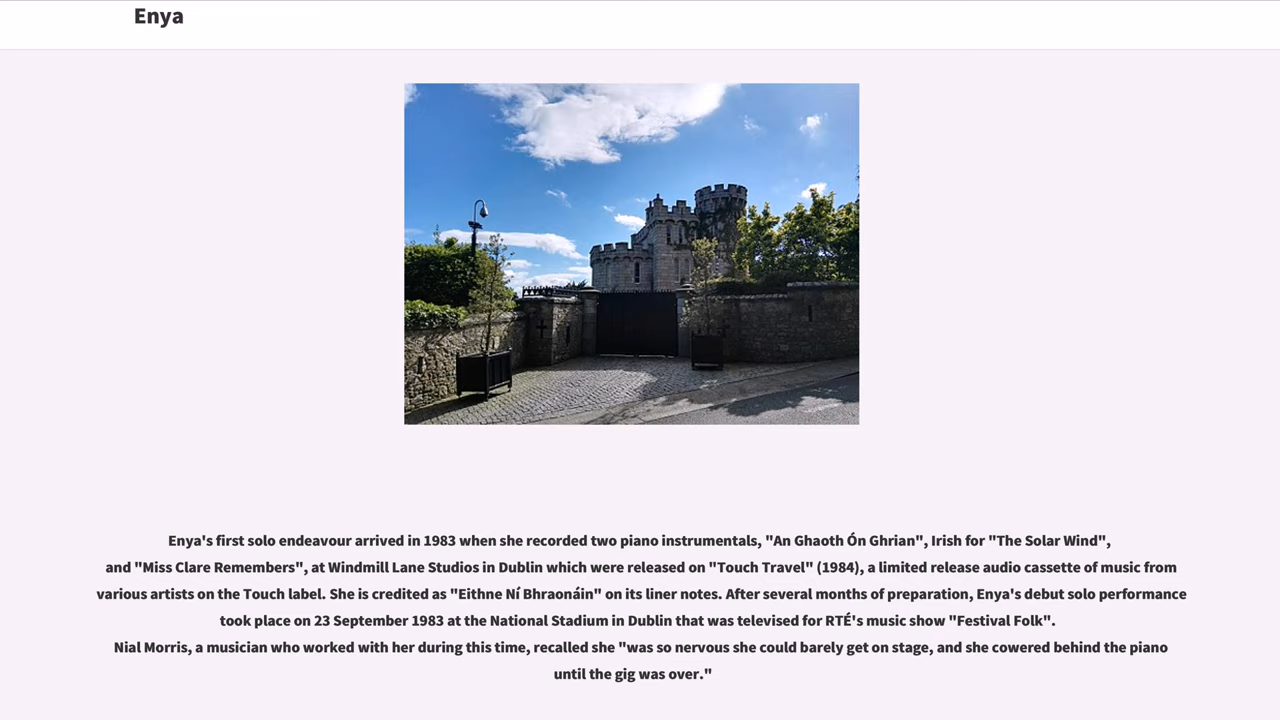 Enya
Enya's first solo endeavour arrived in 1983 when she recorded two piano instrumentals, "An Ghaoth Ón Ghrian", Irish for "The Solar Wind",
and "Miss Clare Remembers", at Windmill Lane Studios in Dublin which were released on "Touch Travel" (1984), a limited release audio cassette of music from
various artists on the Touch label. She is credited as "Eithne Ní Bhraonáin" on its liner notes. After several months of preparation, Enya's debut solo performance
took place on 23 September 1983 at the National Stadium in Dublin that was televised for RTÉ's music show "Festival Folk".
Nial Morris, a musician who worked with her during this time, recalled she "was so nervous she could barely get on stage, and she cowered behind the piano
until the gig was over."